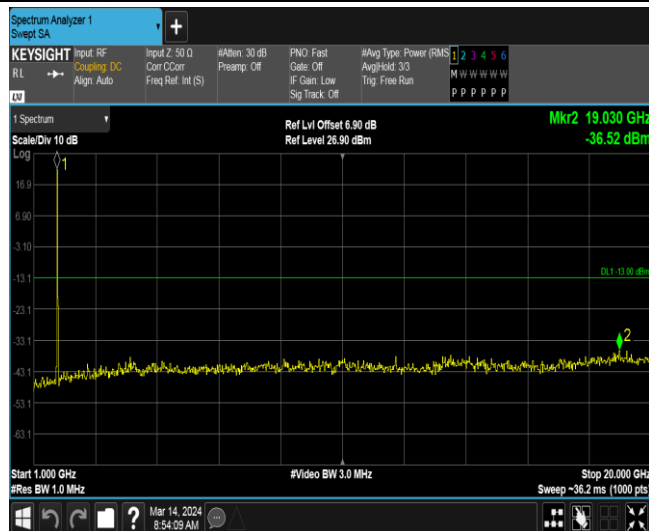 Spectrum Analyzer 1
Swept SA
+
KEYSIGHT
RL
LXI
Input: RF
Coupling: DC
Align: Auto
Input Z: 50 Ω
Corr CCorr
Freq Ref: Int (S)
#Atten: 30 dB
Preamp: Off
PNO: Fast
Gate: Off
IF Gain: Low
Sig Track: Off
#Avg Type: Power (RMS
Avg|Hold: 3/3
Trig: Free Run
1 2 3 4 5 6
M W W W W W
P P P P P P
1 Spectrum
Scale/Div 10 dB
Log
Ref Lvl Offset 6.90 dB
Ref Level 26.90 dBm
Mkr2 19.030 GHz
-36.52 dBm
1
16.9
6.90
-3.10
-13.1
DL1 -13.00 dBm
-23.1
-33.1
2
-43.1
-53.1
-63.1
Start 1.000 GHz
#Res BW 1.0 MHz
#Video BW 3.0 MHz
Stop 20.000 GHz
Sweep ~36.2 ms (1000 pts)
?
Mar 14, 2024
8:54:09 AM